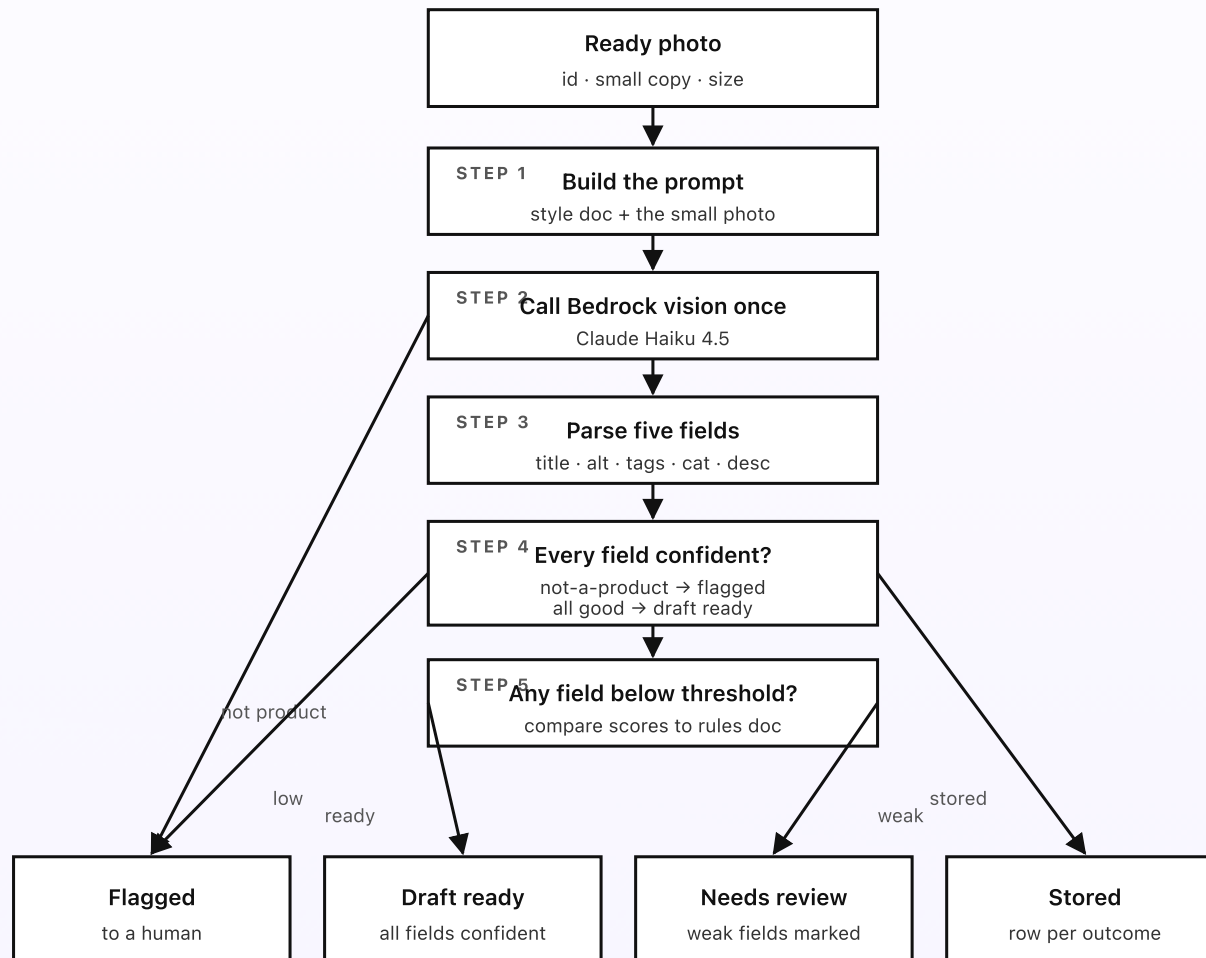 Ready photo
id · small copy · size
STEP 1
Build the prompt
style doc + the small photo
STEP 2
Call Bedrock vision once
Claude Haiku 4.5
STEP 3
Parse five fields
title · alt · tags · cat · desc
STEP 4
Every field confident?
not-a-product → flagged
all good → draft ready
STEP 5
Any field below threshold?
compare scores to rules doc
not product
low
ready
stored
weak
Flagged
to a human
Draft ready
all fields confident
Needs review
weak fields marked
Stored
row per outcome